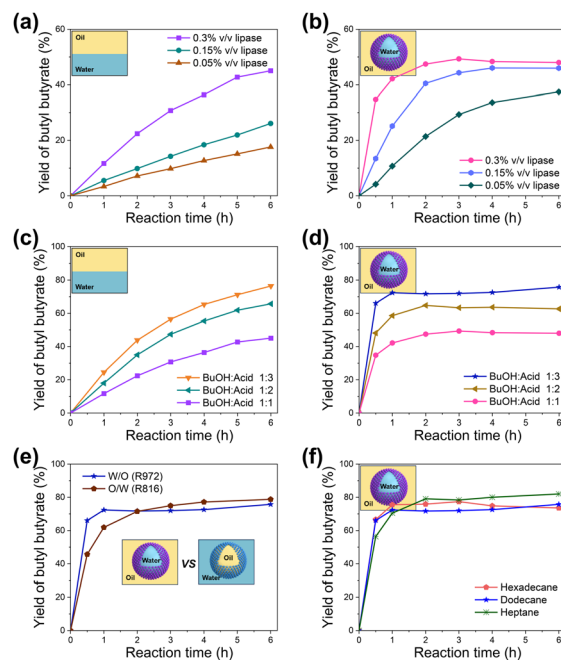 (a)
Yield of butyl butyrate (%)
60
40
20
0
Oil
Water
0.3% v/v lipase
0.15% v/v lipase
0.05% v/v lipase
0 1 2 3 4 5 6
Reaction time (h)
(b)
Yield of butyl butyrate (%)
60
40
20
0
Water
Oil
0.3% v/v lipase
0.15% v/v lipase
0.05% v/v lipase
0 1 2 3 4 5 6
Reaction time (h)
(c)
Yield of butyl butyrate (%)
100
80
60
40
20
0
Oil
Water
BuOH:Acid 1:3
BuOH:Acid 1:2
BuOH:Acid 1:1
0 1 2 3 4 5 6
Reaction time (h)
(d)
Yield of butyl butyrate (%)
100
80
60
40
20
0
Water
Oil
BuOH:Acid 1:3
BuOH:Acid 1:2
BuOH:Acid 1:1
0 1 2 3 4 5 6
Reaction time (h)
(e)
Yield of butyl butyrate (%)
100
80
60
40
20
0
W/O (R972)
O/W (R816)
Water
Oil
VS
Oil
Water
0 1 2 3 4 5 6
Reaction time (h)
(f)
Yield of butyl butyrate (%)
100
80
60
40
20
0
Water
Oil
Hexadecane
Dodecane
Heptane
0 1 2 3 4 5 6
Reaction time (h)